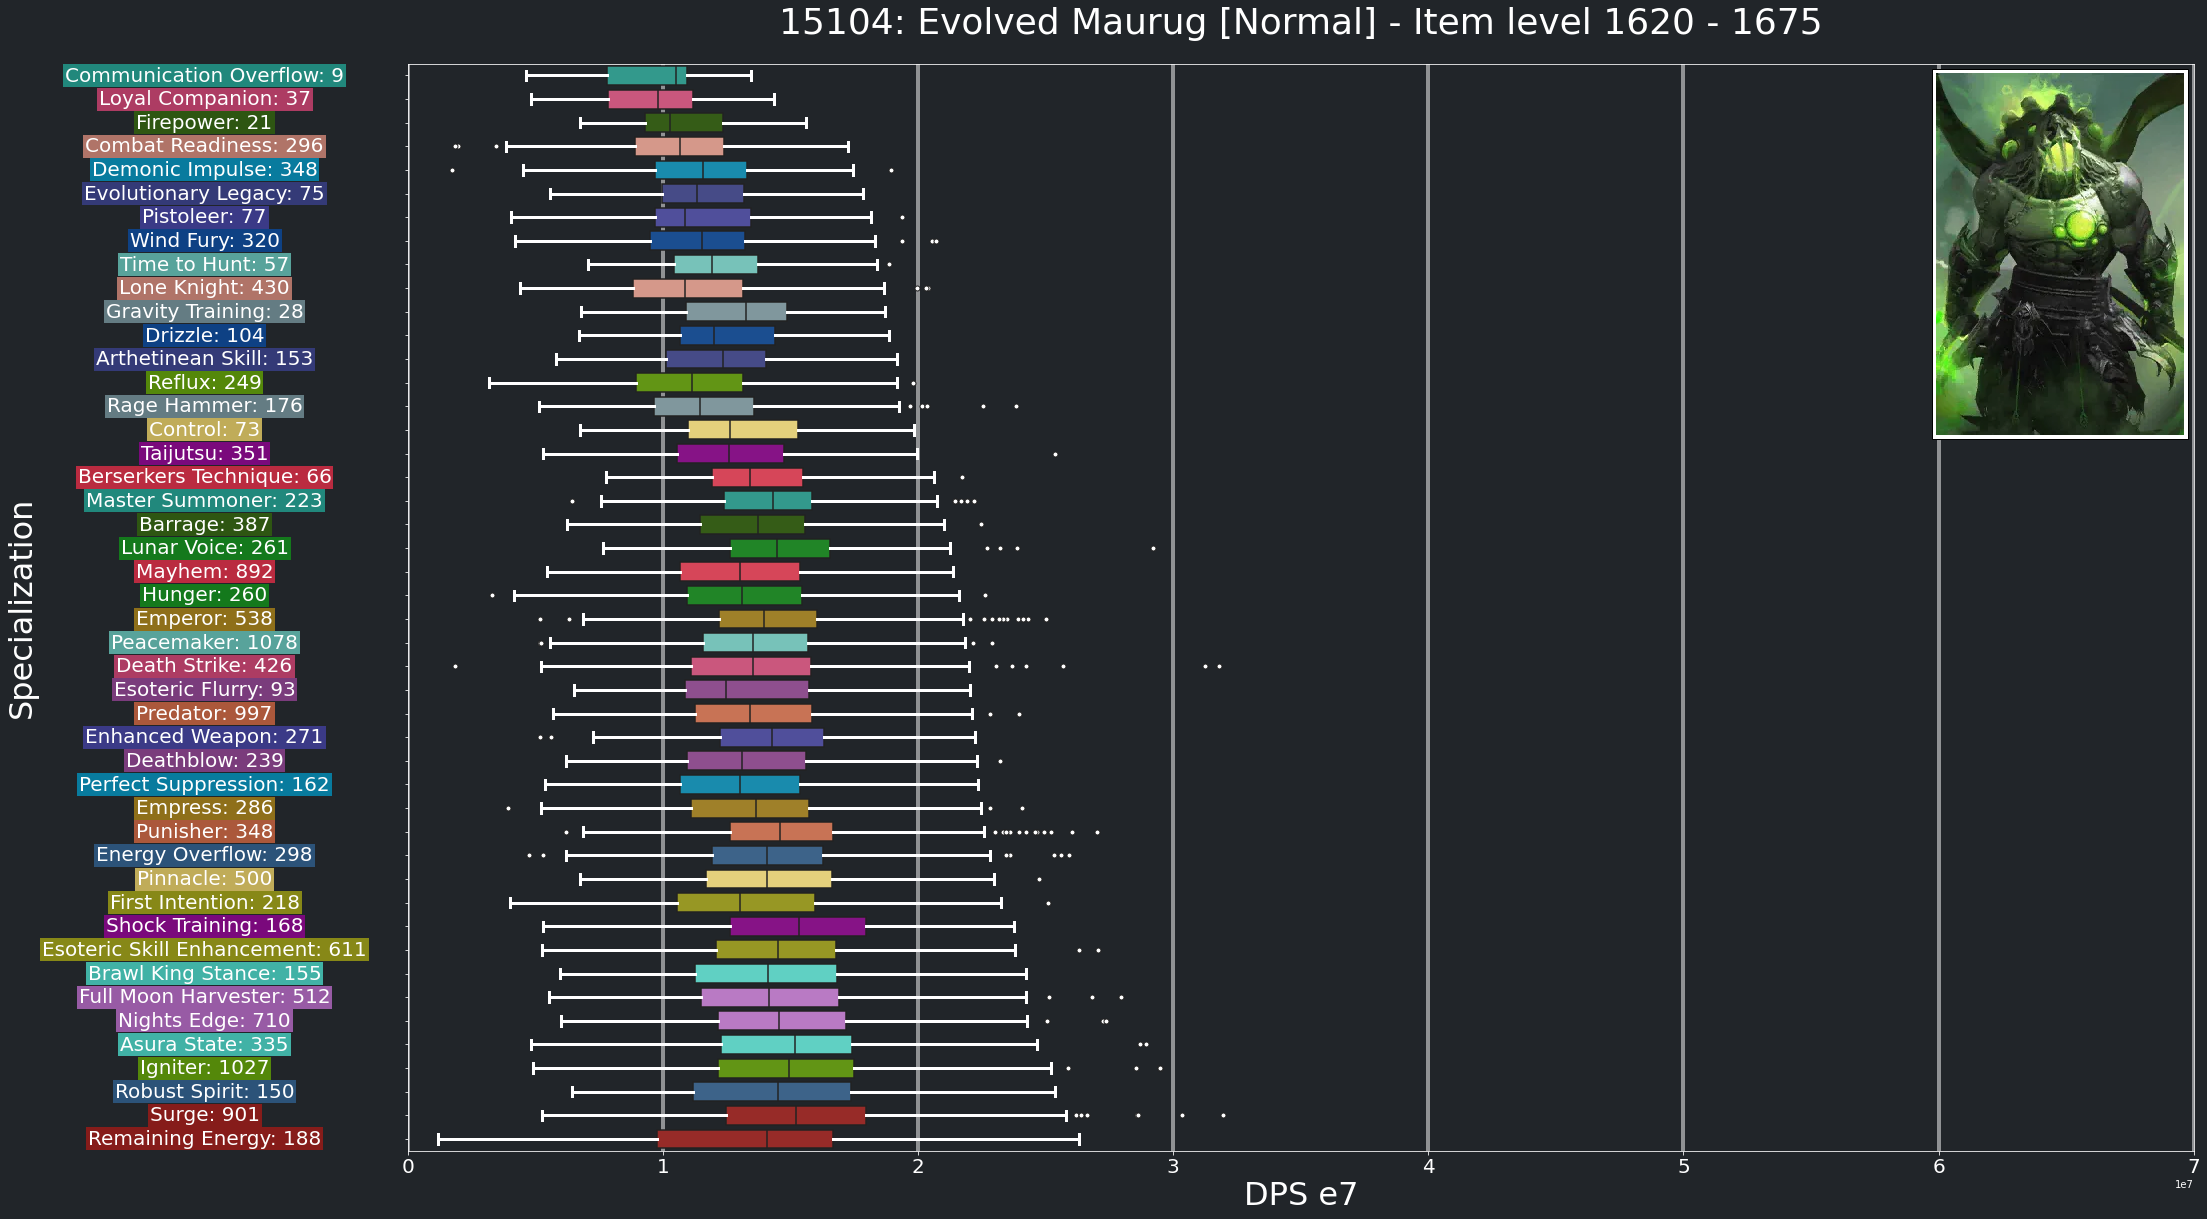 15104: Evolved Maurug [Normal] - Item level 1620 - 1675
Specialization
Communication Overflow: 9
Loyal Companion: 37
Firepower: 21
Combat Readiness: 296
Demonic Impulse: 348
Evolutionary Legacy: 75
Pistoleer: 77
Wind Fury: 320
Time to Hunt: 57
Lone Knight: 430
Gravity Training: 28
Drizzle: 104
Arthetinean Skill: 153
Reflux: 249
Rage Hammer: 176
Control: 73
Taijutsu: 351
Berserkers Technique: 66
Master Summoner: 223
Barrage: 387
Lunar Voice: 261
Mayhem: 892
Hunger: 260
Emperor: 538
Peacemaker: 1078
Death Strike: 426
Esoteric Flurry: 93
Predator: 997
Enhanced Weapon: 271
Deathblow: 239
Perfect Suppression: 162
Empress: 286
Punisher: 348
Energy Overflow: 298
Pinnacle: 500
First Intention: 218
Shock Training: 168
Esoteric Skill Enhancement: 611
Brawl King Stance: 155
Full Moon Harvester: 512
Nights Edge: 710
Asura State: 335
Igniter: 1027
Robust Spirit: 150
Surge: 901
Remaining Energy: 188
0 1 2 3 4 5 6 7
1e7
DPS e7